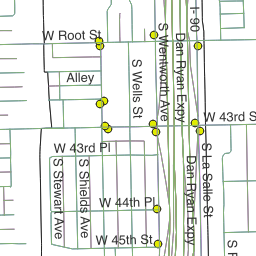 W Root St
Alley
S Wells St
S Wentworth Ave
Dan Ryan Expy
I- 90
W 43rd S
W 43rd Pl
S Stewart Ave
S Shields Ave
W 44th Pl
W 45th St
Dan Ryan Expy
S La Salle St